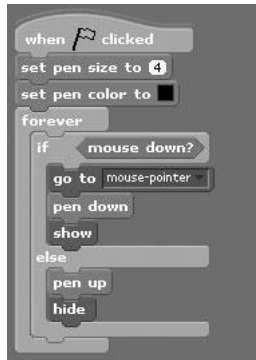 when clicked
set pen size to 4
set pen color to
forever
if mouse down?
go to mouse-pointer
pen down
show
else
pen up
hide